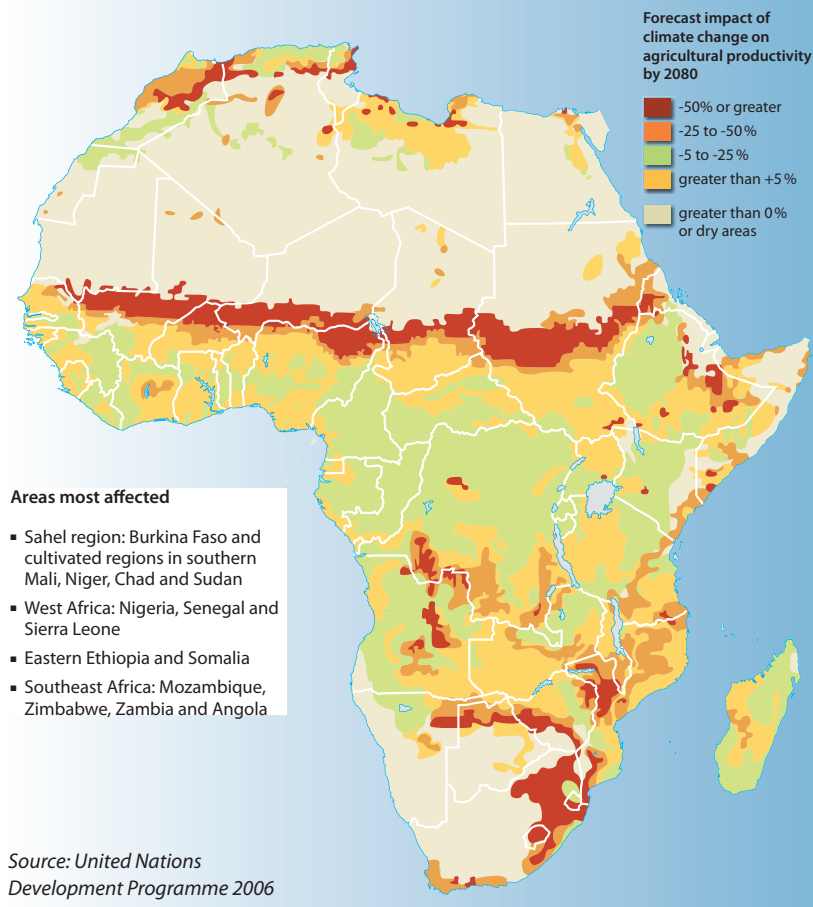 Forecast impact of
climate change on
agricultural productivity
by 2080
-50% or greater
-25 to -50%
-5 to -25%
greater than +5%
greater than 0%
or dry areas
Areas most affected
▪ Sahel region: Burkina Faso and
cultivated regions in southern
Mali, Niger, Chad and Sudan
▪ West Africa: Nigeria, Senegal and
Sierra Leone
▪ Eastern Ethiopia and Somalia
▪ Southeast Africa: Mozambique,
Zimbabwe, Zambia and Angola
Source: United Nations
Development Programme 2006